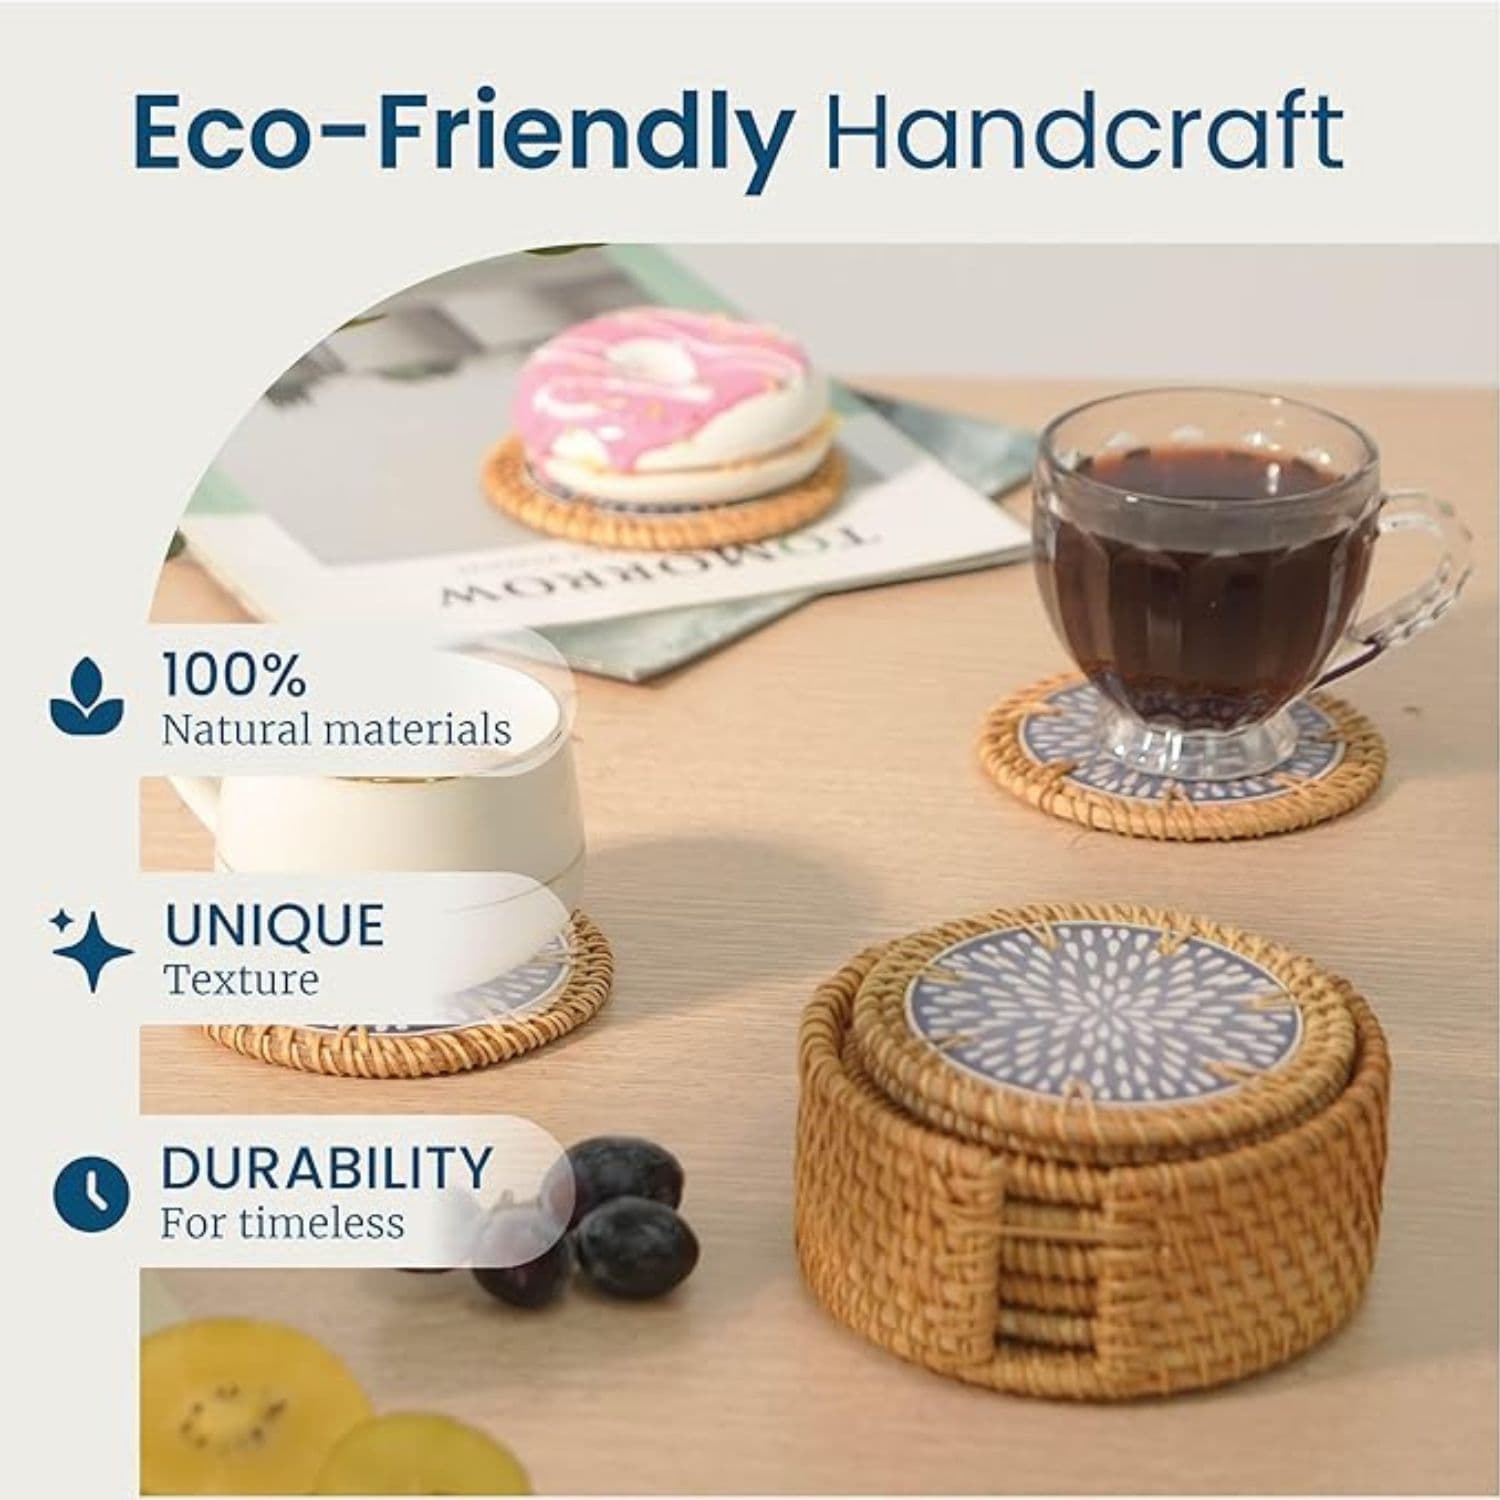 Eco-Friendly Handcraft
TOMORROW
100%
Natural materials
UNIQUE
Texture
DURABILITY
For timeless